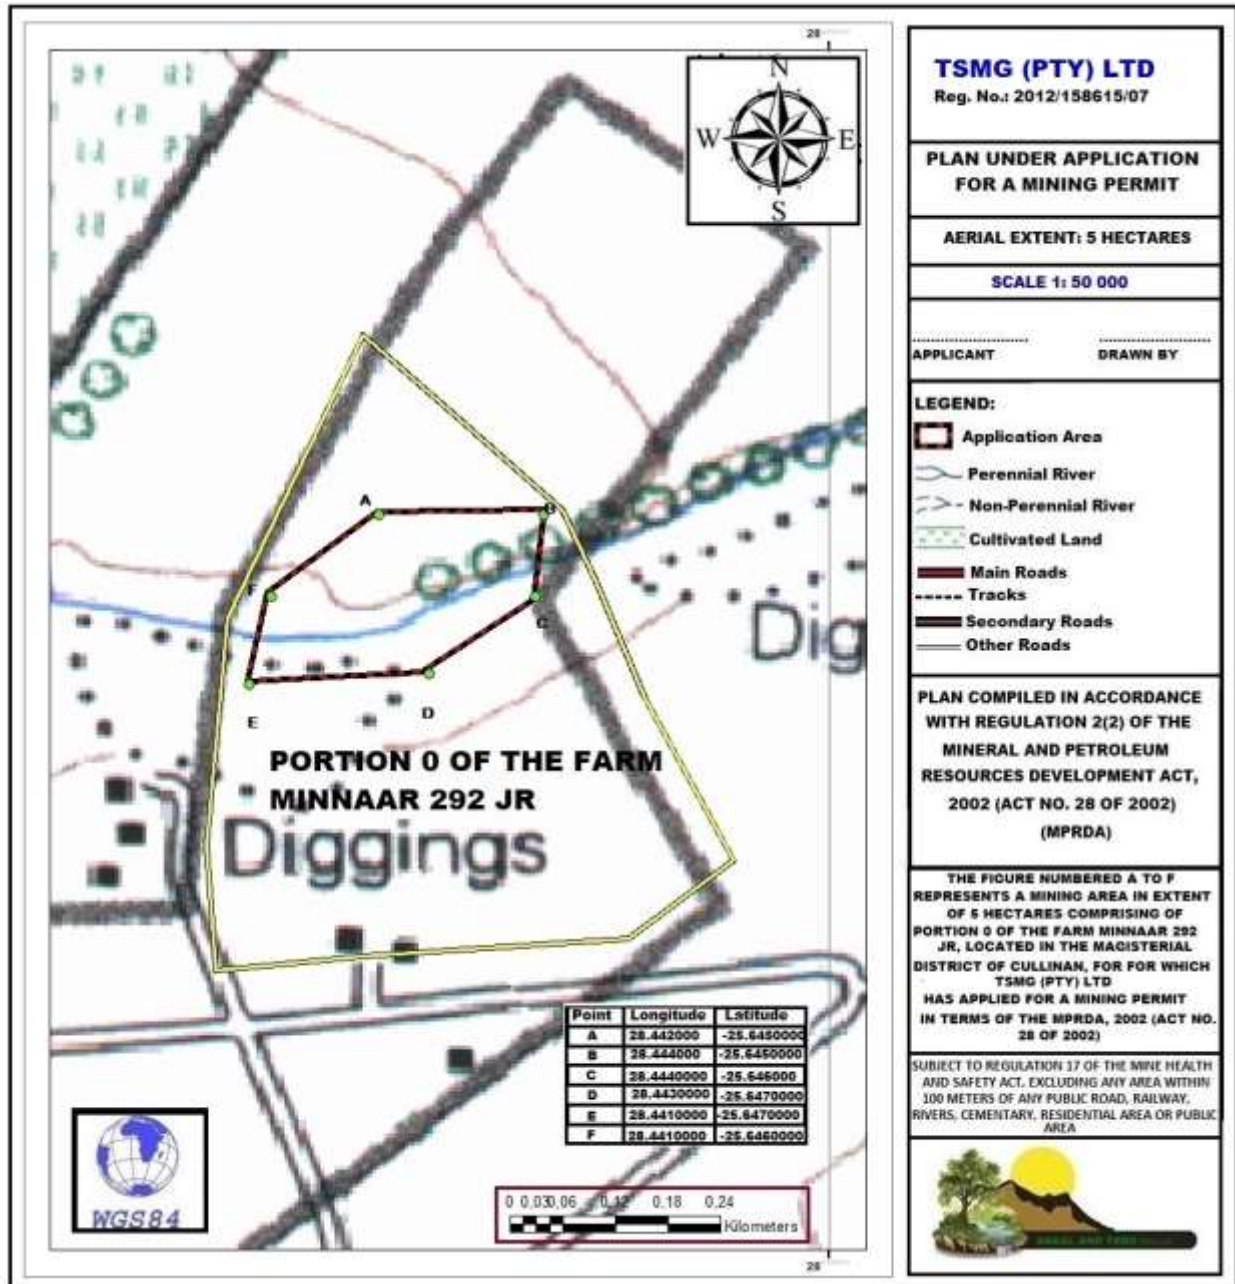 28
N
W E
S
A
B
F
C
E
D
PORTION 0 OF THE FARM
MINNAAR 292 JR
Diggings
Dig
Point Longitude Latitude
A 28.442000 -25.6450000
B 28.444000 -25.6450000
C 28.4440000 -25.646000
D 28.4430000 -25.6470000
E 28.4410000 -25.6470000
F 28.4410000 -25.6460000
WGS84
0 0,030,06 0,12 0,18 0,24
Kilometers
28
TSMG (PTY) LTD
Reg. No.: 2012/158615/07
PLAN UNDER APPLICATION
FOR A MINING PERMIT
AERIAL EXTENT: 5 HECTARES
SCALE 1: 50 000
APPLICANT DRAWN BY
LEGEND:
Application Area
Perennial River
Non-Perennial River
Cultivated Land
Main Roads
Tracks
Secondary Roads
Other Roads
PLAN COMPILED IN ACCORDANCE
WITH REGULATION 2(2) OF THE
MINERAL AND PETROLEUM
RESOURCES DEVELOPMENT ACT,
2002 (ACT NO. 28 OF 2002)
(MPRDA)
THE FIGURE NUMBERED A TO F
REPRESENTS A MINING AREA IN EXTENT
OF 5 HECTARES COMPRISING OF
PORTION 0 OF THE FARM MINNAAR 292
JR, LOCATED IN THE MAGISTERIAL
DISTRICT OF CULLINAN, FOR FOR WHICH
TSMG (PTY) LTD
HAS APPLIED FOR A MINING PERMIT
IN TERMS OF THE MPRDA, 2002 (ACT NO.
28 OF 2002)
SUBJECT TO REGULATION 17 OF THE MINE HEALTH
AND SAFETY ACT. EXCLUDING ANY AREA WITHIN
100 METERS OF ANY PUBLIC ROAD, RAILWAY.
RIVERS, CEMENTARY, RESIDENTIAL AREA OR PUBLIC
AREA